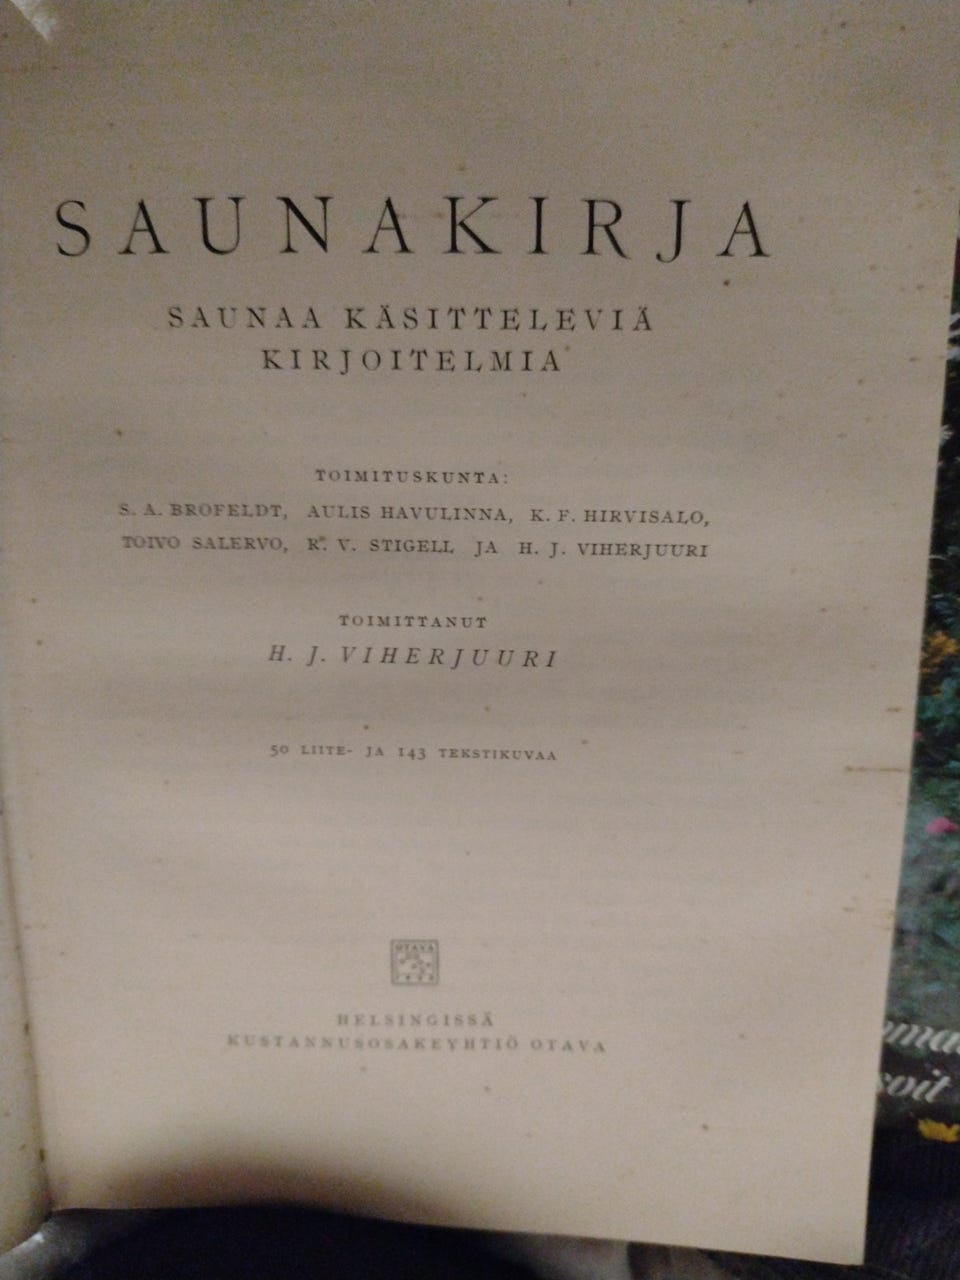 SAUNAKIRJA
SAUNAA KÄSITTELEVIÄ
KIRJOITELMIA
TOIMITUSKUNTA:
S. A. BROFELDT, AULIS HAVULINNA, K. F. HIRVISALO,
TOIVO SALERVO, R. V. STIGELL JA H. J. VIHERJUURI
TOIMITTANUT
H. J. VIHERJUURI
50 LIITE- JA 143 TEKSTIKUVAA
OTAVA
HELSINGISSÄ
KUSTANNUSOSAKEYHTIÖ OTAVA